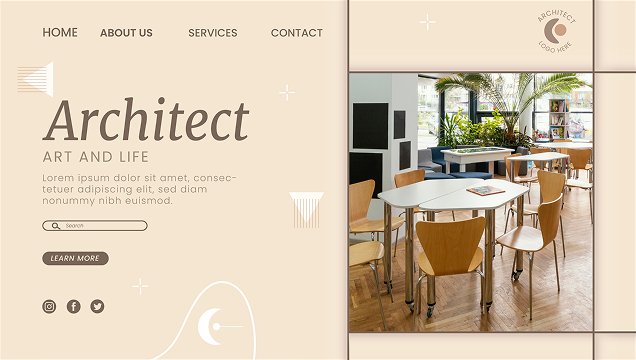 HOME ABOUT US SERVICES CONTACT
ARCHITECT
LOGO HERE
Architect
ART AND LIFE
Lorem ipsum dolor sit amet, consec-
tetuer adipiscing elit, sed diam
nonummy nibh euismod.
Search
LEARN MORE